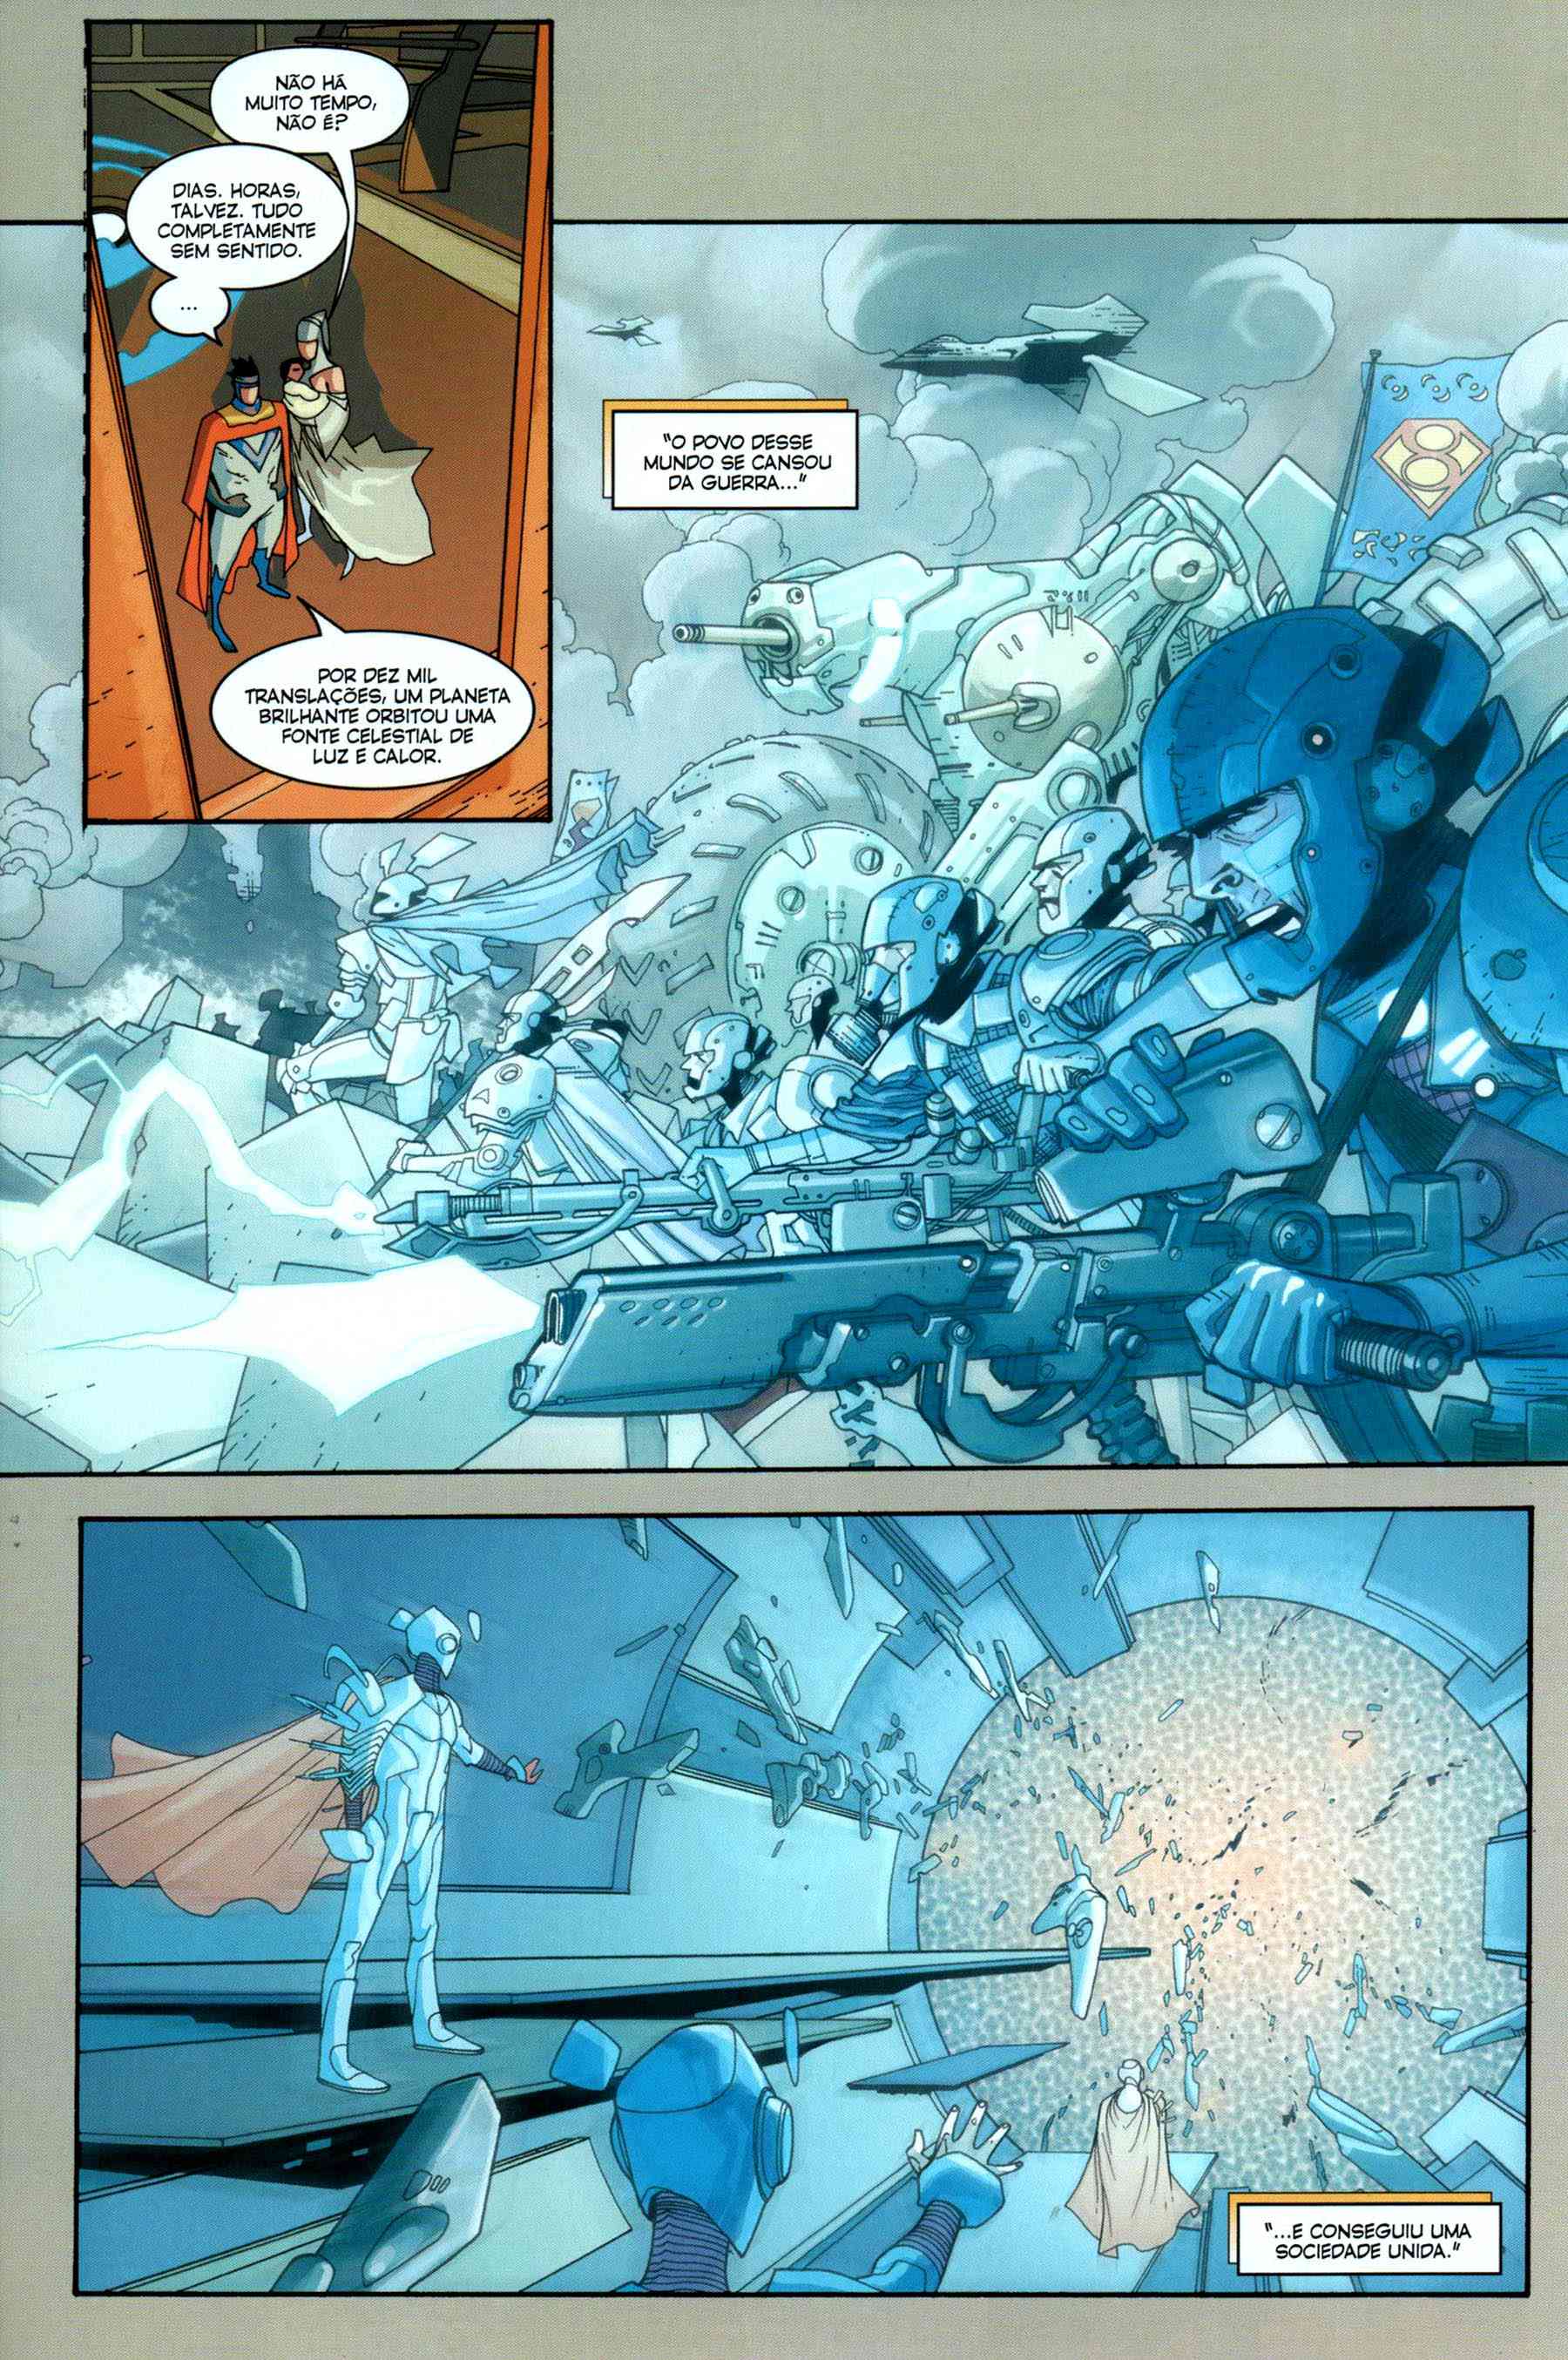 NÃO HÁ
MUITO TEMPO,
NÃO É?
DIAS. HORAS,
TALVEZ. TUDO
COMPLETAMENTE
SEM SENTIDO.
...
POR DEZ MIL
TRANSLAÇÕES, UM PLANETA
BRILHANTE ORBITOU UMA
FONTE CELESTIAL DE
LUZ E CALOR.
"O POVO DESSE
MUNDO SE CANSOU
DA GUERRA..."
"...E CONSEGUIU UMA
SOCIEDADE UNIDA."